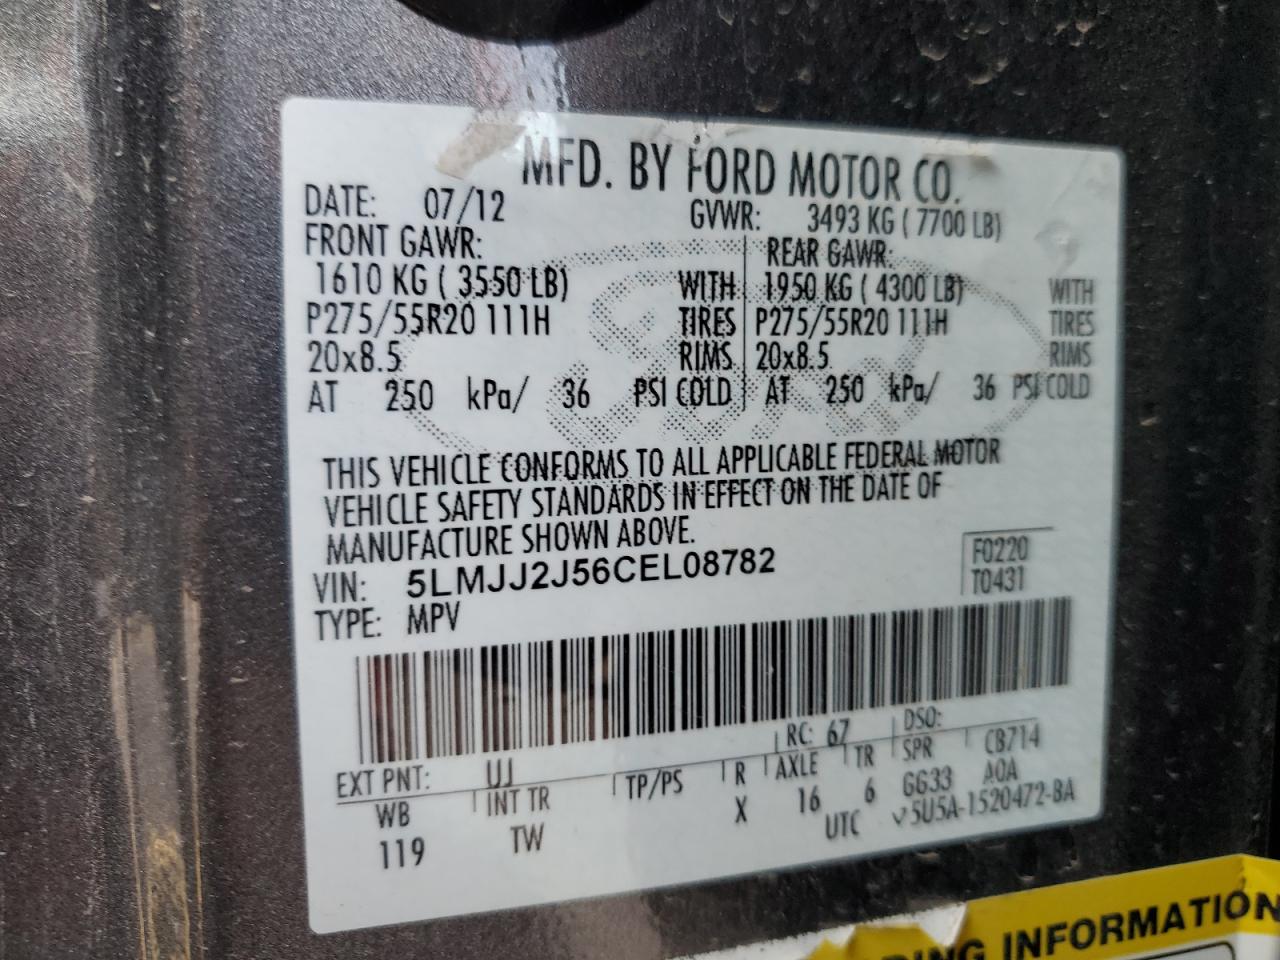 MFD. BY FORD MOTOR CO.
DATE: 07/12 GVWR: 3493 KG ( 7700 LB)
FRONT GAWR: REAR GAWR:
1610 KG ( 3550 LB) WITH 1950 KG ( 4300 LB) WITH
P275/55R20 111H TIRES P275/55R20 111H TIRES
20x8.5 RIMS 20x8.5 RIMS
AT 250 kPa/ 36 PSI COLD AT 250 kPa/ 36 PSI COLD
THIS VEHICLE CONFORMS TO ALL APPLICABLE FEDERAL MOTOR
VEHICLE SAFETY STANDARDS IN EFFECT ON THE DATE OF
MANUFACTURE SHOWN ABOVE.
VIN: 5LMJJ2J56CEL08782
F0220
T0431
TYPE: MPV
EXT PNT: UJ RC: 67 DSO:
WB INT TR TP/PS R AXLE TR SPR CB714
119 TW X 16 6 GG33 AOA
UTC 5U5A-1520472-BA
INFORMATION